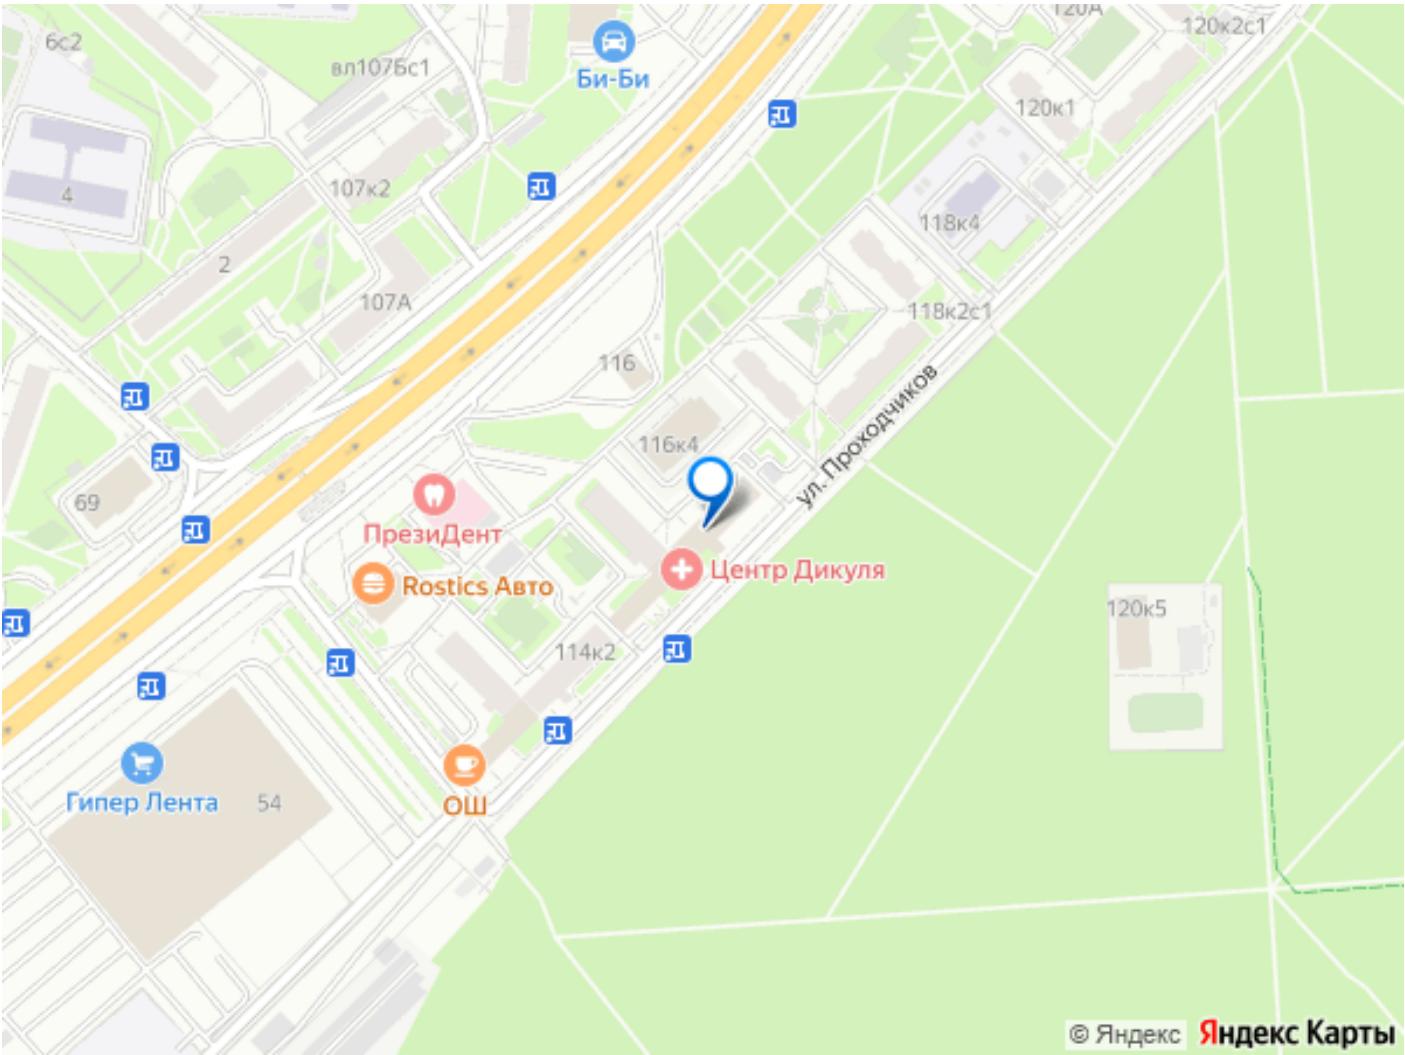 6с2
вл107Бс1
Би-Би
120А
120к2с1
120к1
4
107к2
118к4
2
107А
118к2с1
116
ул. Проходчиков
116к4
69
ПрезиДент
Rostics Авто
Центр Дикуля
120к5
114к2
Гипер Лента
54
ОШ
© Яндекс Яндекс Карты